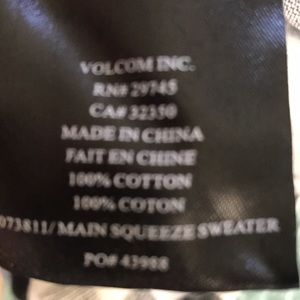 VOLCOM INC.
RN# 29745
CA# 32350
MADE IN CHINA
FAIT EN CHINE
100% COTTON
100% COTON
073811/ MAIN SQUEEZE SWEATER
PO# 43988